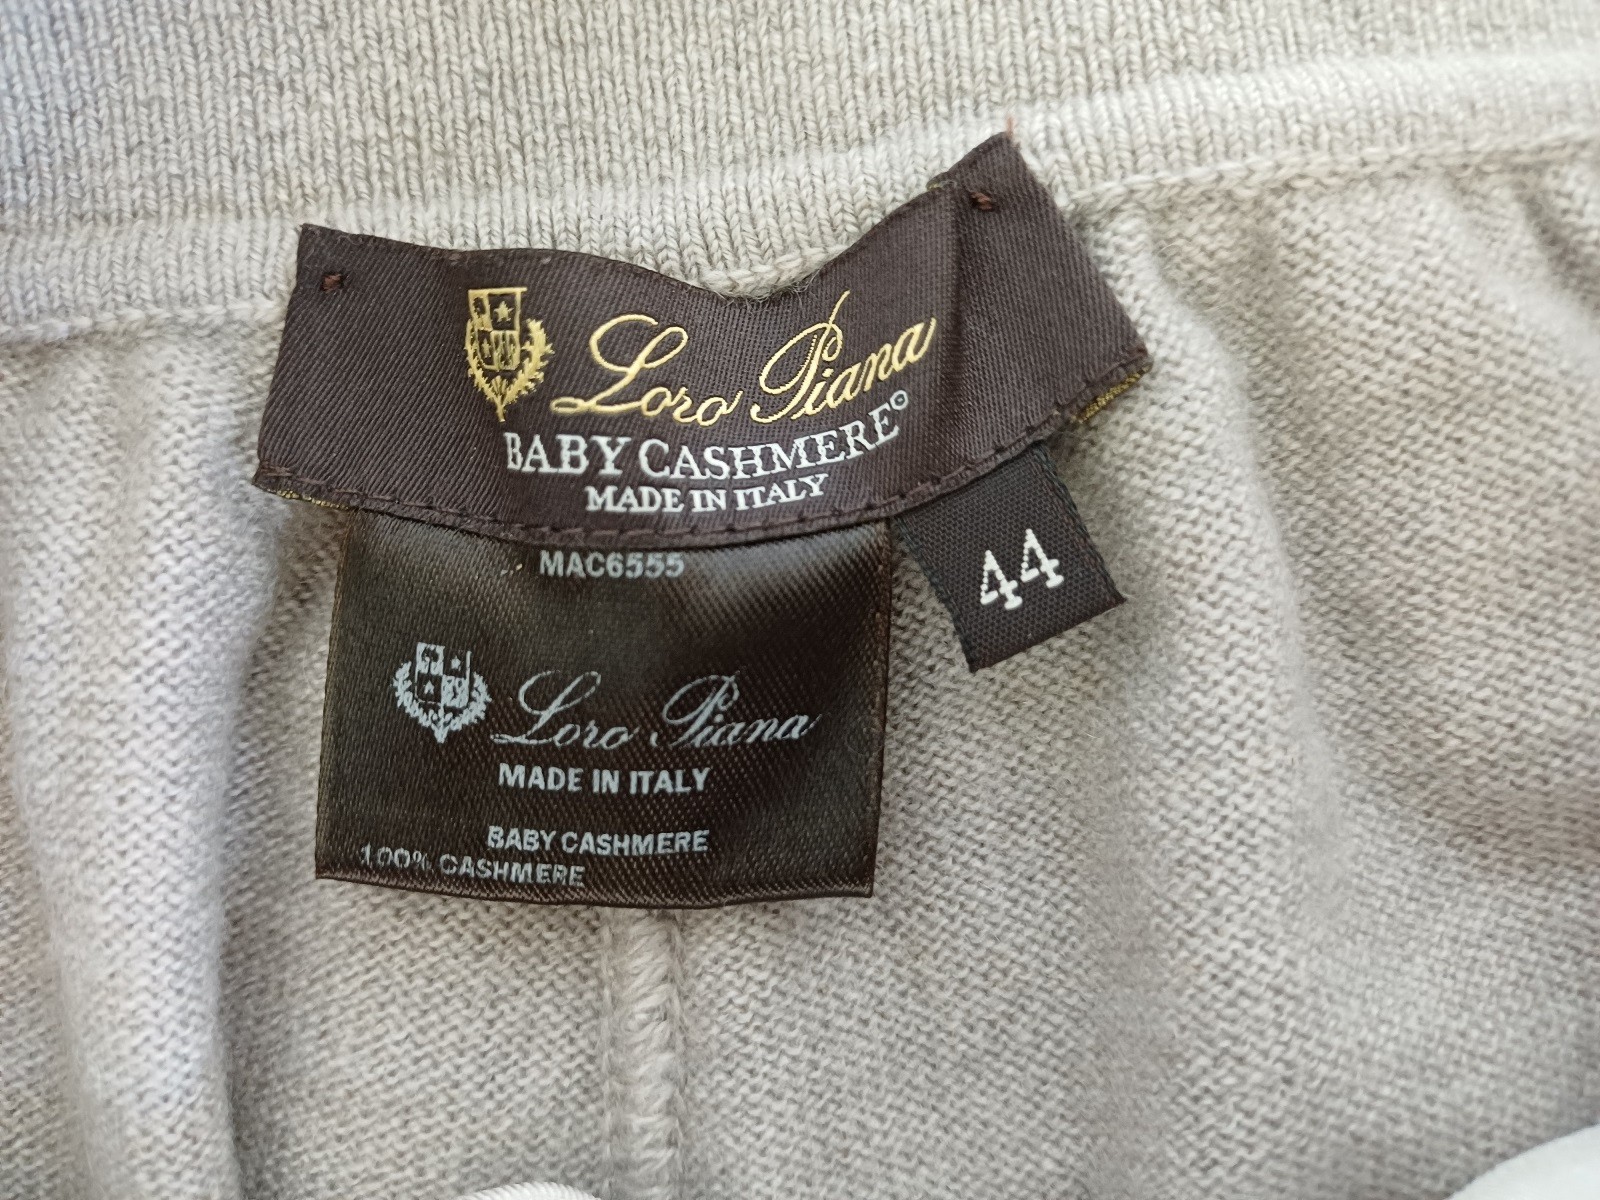 Loro Piana
BABY CASHMERE©
MADE IN ITALY
44
MAC6555
Loro Piana
MADE IN ITALY
BABY CASHMERE
100% CASHMERE